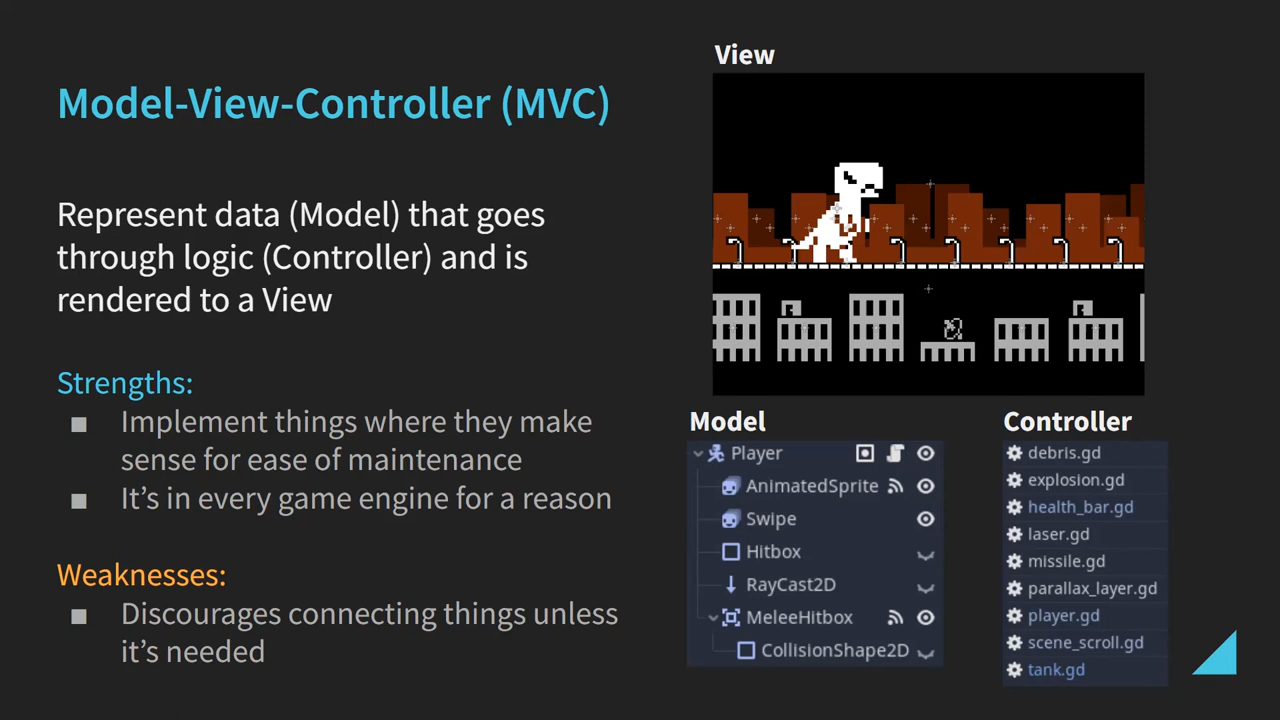 Model-View-Controller (MVC)
Represent data (Model) that goes
through logic (Controller) and is
rendered to a View
Strengths:
■ Implement things where they make
sense for ease of maintenance
■ It's in every game engine for a reason
Weaknesses:
■ Discourages connecting things unless
it's needed
View
Model
Player
AnimatedSprite
Swipe
Hitbox
RayCast2D
MeleeHitbox
CollisionShape2D
Controller
debris.gd
explosion.gd
health_bar.gd
laser.gd
missile.gd
parallax_layer.gd
player.gd
scene_scroll.gd
tank.gd